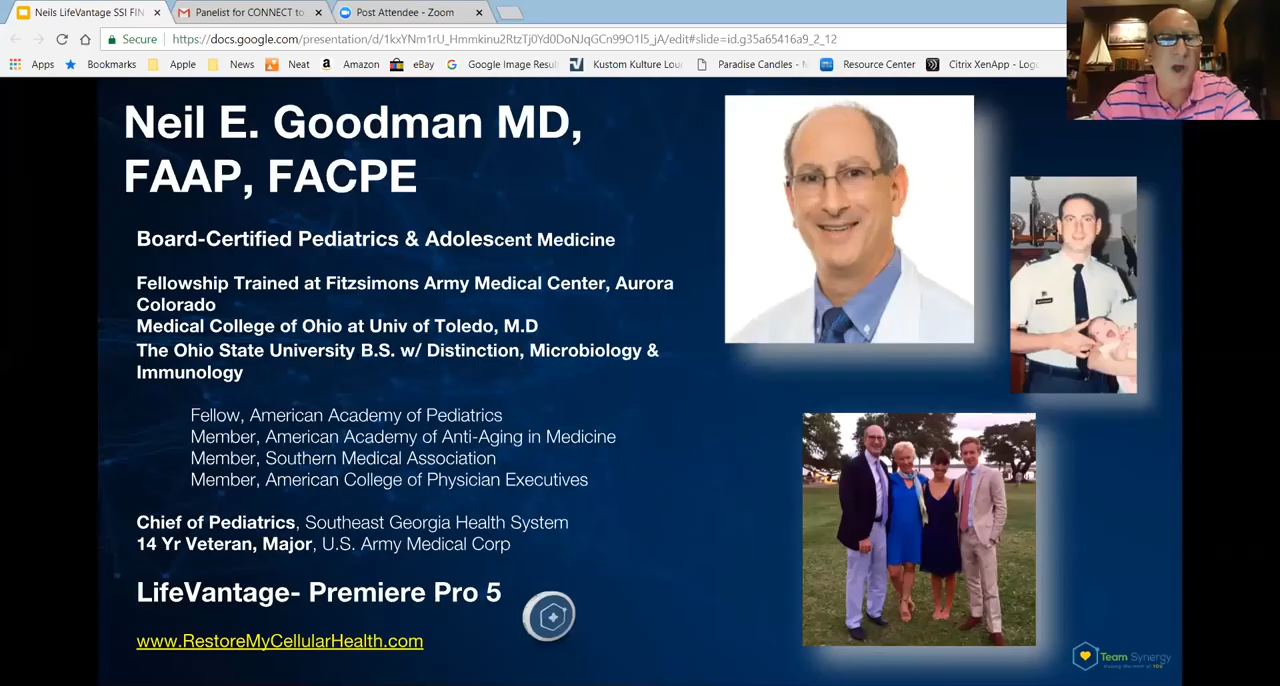 Neils LifeVantage SSI FIN
Panelist for CONNECT to
Post Attendee - Zoom
Secure
https://docs.google.com/presentation/d/1kxYNm1rU_Hmmkinu2RtzTj0Yd0DoNJqGCn99O1l5_jA/edit#slide=id.g35a65416a9_2_12
Apps Bookmarks Apple News Neat Amazon eBay Google Image Resul Kustom Kulture Lou Paradise Candles - M Resource Center Citrix XenApp - Logo
Neil E. Goodman MD,
FAAP, FACPE
Board-Certified Pediatrics & Adolescent Medicine
Fellowship Trained at Fitzsimons Army Medical Center, Aurora
Colorado
Medical College of Ohio at Univ of Toledo, M.D
The Ohio State University B.S. w/ Distinction, Microbiology &
Immunology
Fellow, American Academy of Pediatrics
Member, American Academy of Anti-Aging in Medicine
Member, Southern Medical Association
Member, American College of Physician Executives
Chief of Pediatrics, Southeast Georgia Health System
14 Yr Veteran, Major, U.S. Army Medical Corp
LifeVantage- Premiere Pro 5
www.RestoreMyCellularHealth.com
Team Synergy